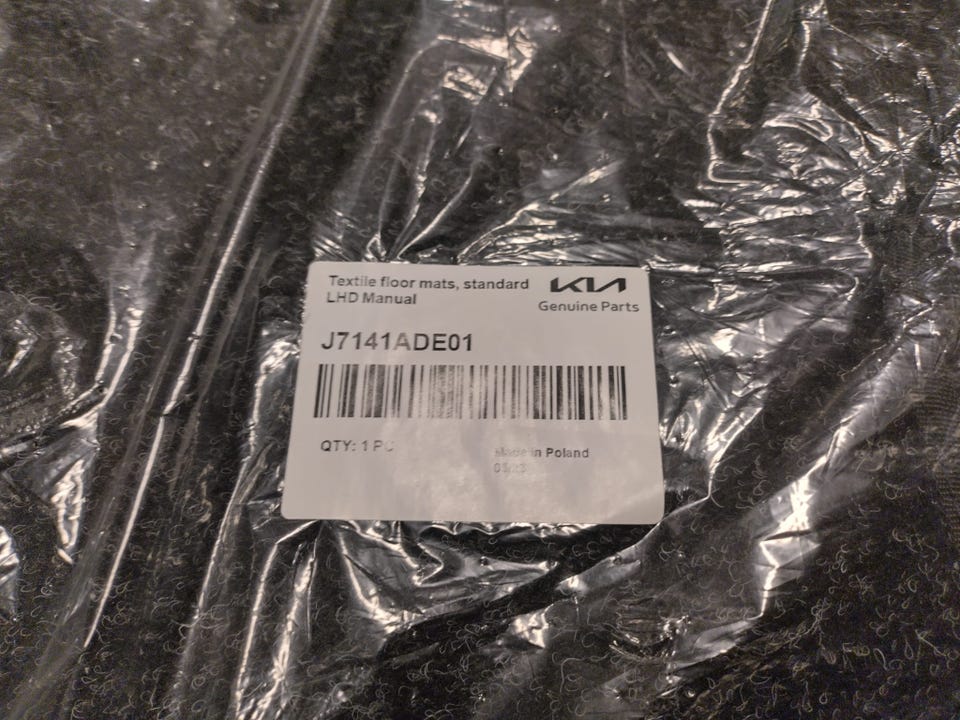 Textile floor mats, standard
LHD Manual
KIA
Genuine Parts
J7141ADE01
QTY: 1 PC
Made in Poland